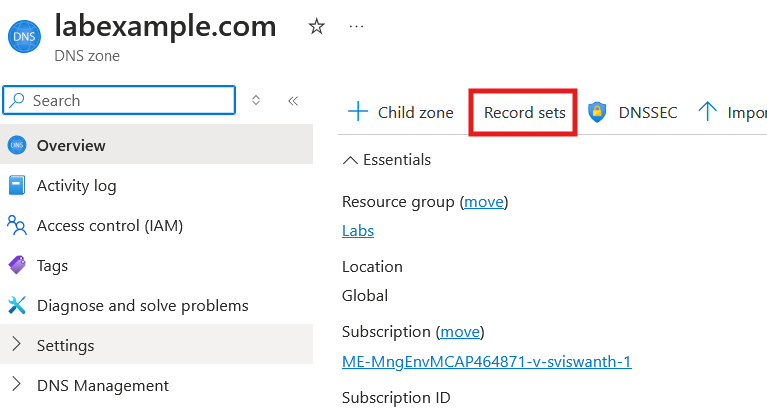 labexample.com
DNS zone
Search
Overview
Activity log
Access control (IAM)
Tags
Diagnose and solve problems
Settings
DNS Management
Child zone Record sets DNSSEC Impor
Essentials
Resource group (move)
Labs
Location
Global
Subscription (move)
ME-MngEnvMCAP464871-v-sviswanth-1
Subscription ID